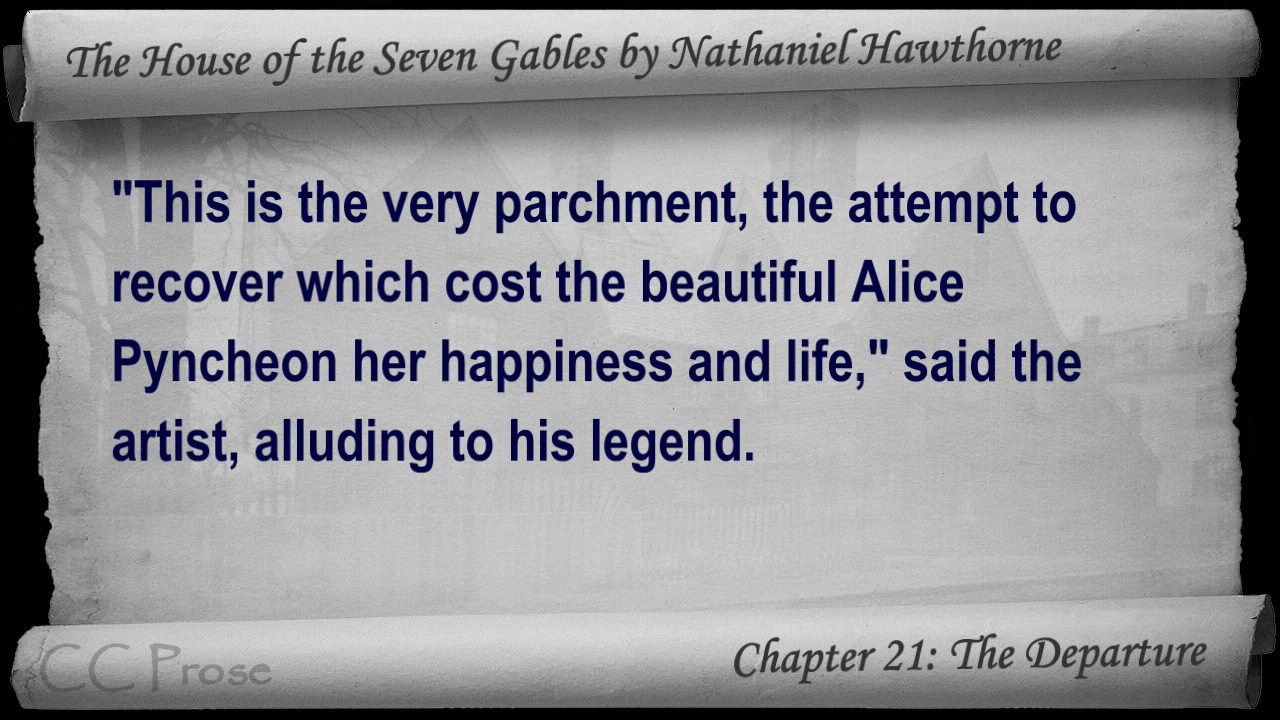 The House of the Seven Gables by Nathaniel Hawthorne
"This is the very parchment, the attempt to
recover which cost the beautiful Alice
Pyncheon her happiness and life," said the
artist, alluding to his legend.
CC Prose
Chapter 21: The Departure